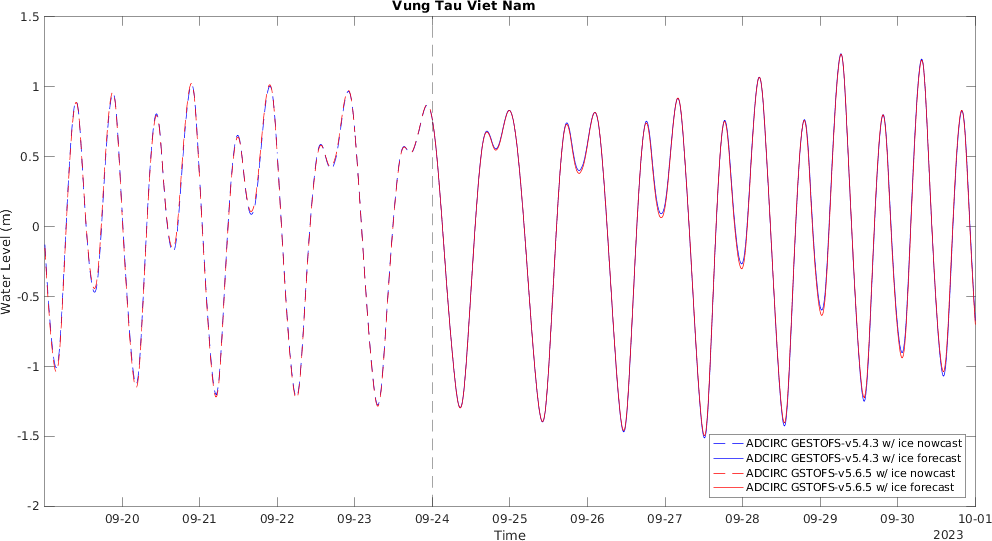 Vung Tau Viet Nam
1.5
1
0.5
0
-0.5
-1
-1.5
-2
Water Level (m)
ADCIRC GESTOFS-v5.4.3 w/ ice nowcast
ADCIRC GESTOFS-v5.4.3 w/ ice forecast
ADCIRC GSTOFS-v5.6.5 w/ ice nowcast
ADCIRC GSTOFS-v5.6.5 w/ ice forecast
09-20 09-21 09-22 09-23 09-24 09-25 09-26 09-27 09-28 09-29 09-30 10-01
Time
2023